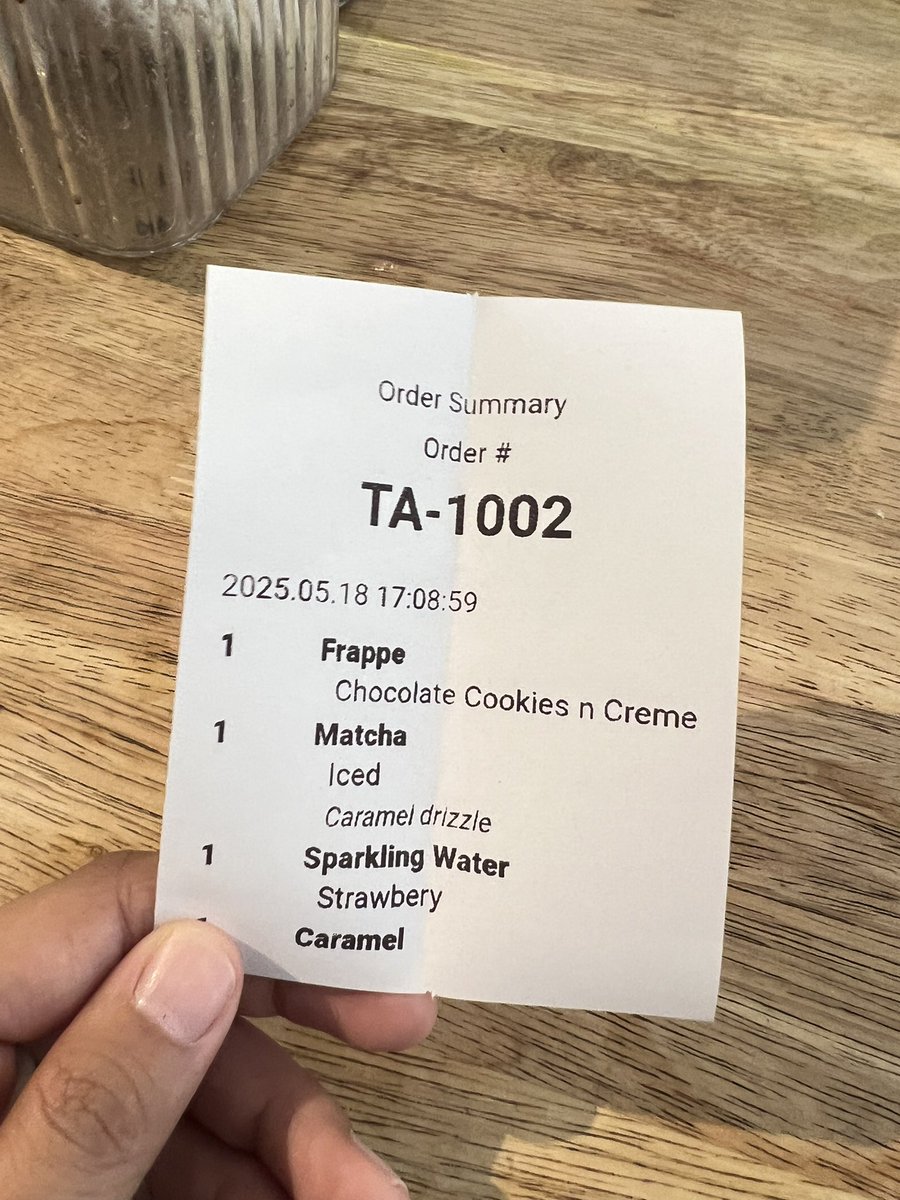 Order Summary
Order #
TA-1002
2025.05.18 17:08:59
1 Frappe
Chocolate Cookies n Creme
1 Matcha
Iced
Caramel drizzle
1 Sparkling Water
Strawbery
Caramel